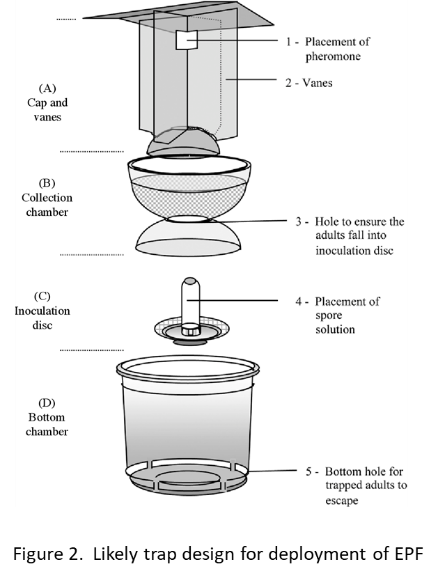 1 - Placement of
pheromone
2 - Vanes
(A)
Cap and
vanes
(B)
Collection
chamber
3 - Hole to ensure the
adults fall into
inoculation disc
(C)
Inoculation
disc
4 - Placement of
spore
solution
(D)
Bottom
chamber
5 - Bottom hole for
trapped adults to
escape
Figure 2. Likely trap design for deployment of EPF